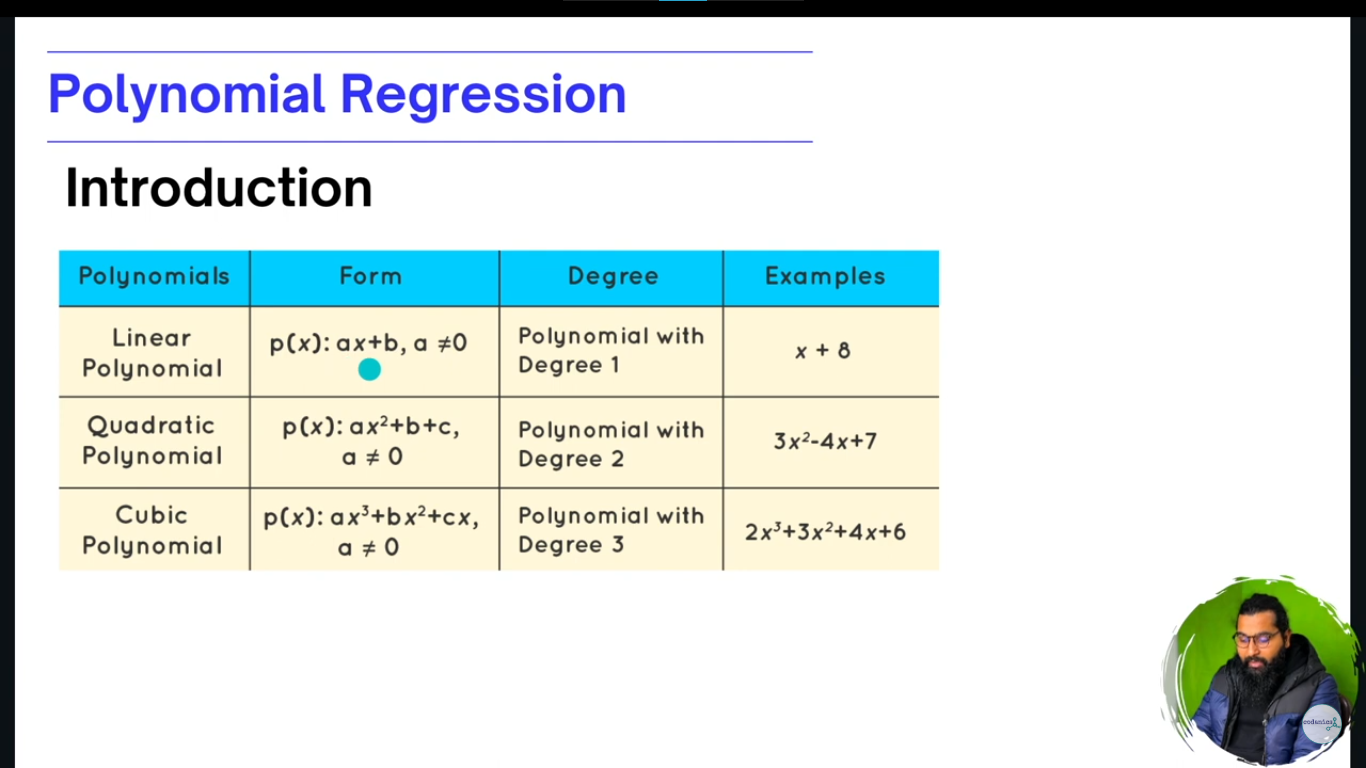 Polynomial Regression
Introduction
Polynomials Form Degree Examples
Linear Polynomial
p(x): ax+b, a ≠0
Polynomial with
Degree 1
x + 8
Quadratic
Polynomial
p(x): ax²+b+c,
a ≠ 0
Polynomial with
Degree 2
3x²-4x+7
Cubic
Polynomial
p(x): ax³+bx²+cx,
a ≠ 0
Polynomial with
Degree 3
2x³+3x²+4x+6
codanics